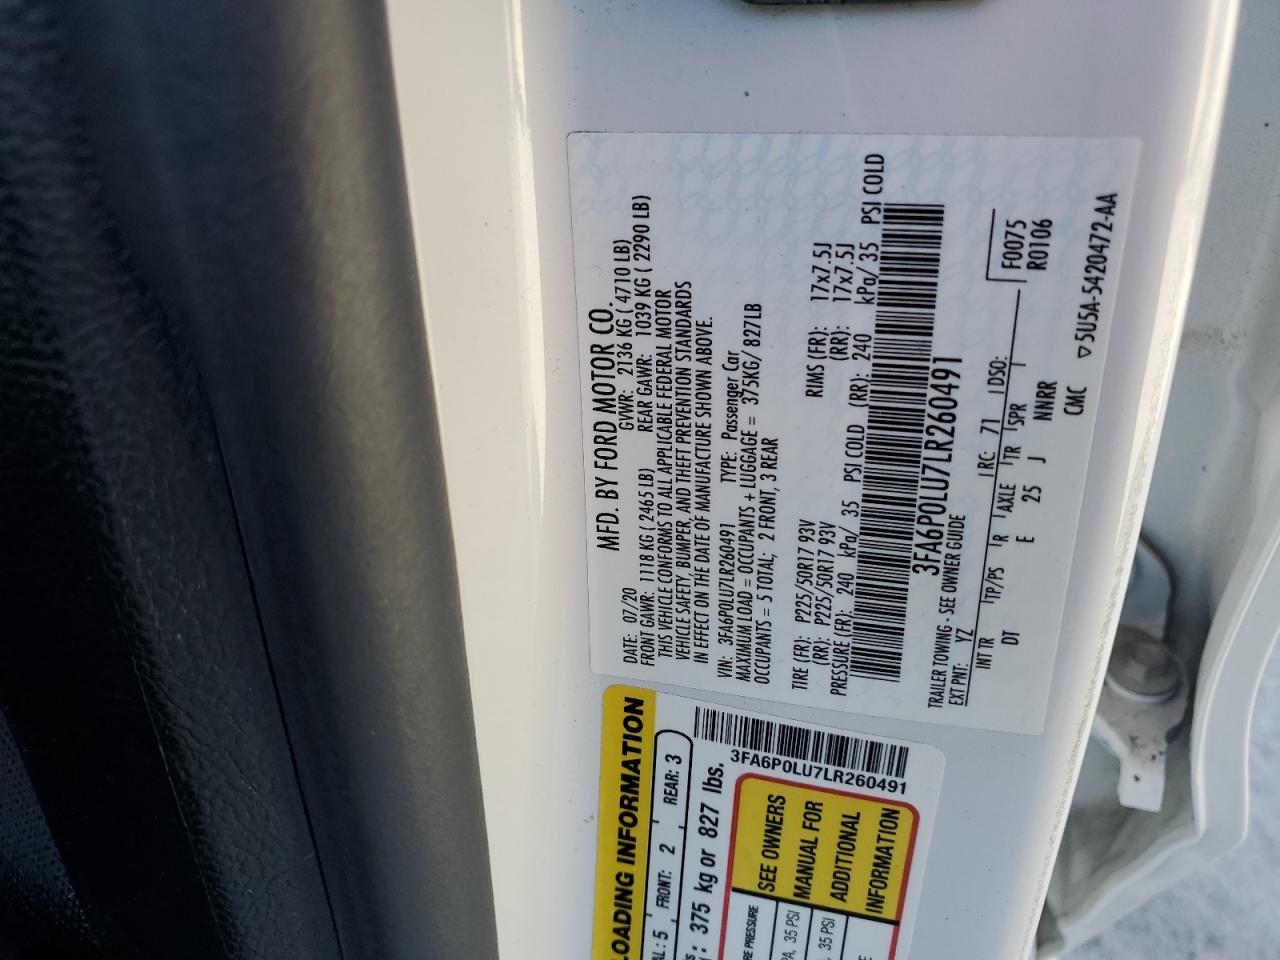 MFD. BY FORD MOTOR CO.
DATE: 07/20 GVWR: 2136 KG ( 4710 LB)
FRONT GAWR: 1118 KG ( 2465 LB) REAR GAWR: 1039 KG ( 2290 LB)
THIS VEHICLE CONFORMS TO ALL APPLICABLE FEDERAL MOTOR
VEHICLE SAFETY, BUMPER, AND THEFT PREVENTION STANDARDS
IN EFFECT ON THE DATE OF MANUFACTURE SHOWN ABOVE.
VIN: 3FA6P0LU7LR260491 TYPE: Passenger Car
MAXIMUM LOAD = OCCUPANTS + LUGGAGE = 375KG/ 827LB
OCCUPANTS = 5 TOTAL; 2 FRONT, 3 REAR
TIRE (FR): P225/50R17 93V RIMS (FR): 17x7.5J
(RR): P225/50R17 93V (RR): 17x7.5J
PRESSURE (FR): 240 kPa/ 35 PSI COLD (RR): 240 kPa/ 35 PSI COLD
3FA6P0LU7LR260491
TRAILER TOWING - SEE OWNER GUIDE
EXT PNT: YZ RC: 71 DSO: F0075
R0106
INT TR TP/PS R AXLE TR SPR
DT E 25 J NNRR
CMC
▽5U5A-5420472-AA
LOADING INFORMATION
5 FRONT: 2 REAR: 3
375 kg or 827 lbs.
3FA6P0LU7LR260491
PRESSURE
35 PSI
35 PSI
SEE OWNERS
MANUAL FOR
ADDITIONAL
INFORMATION